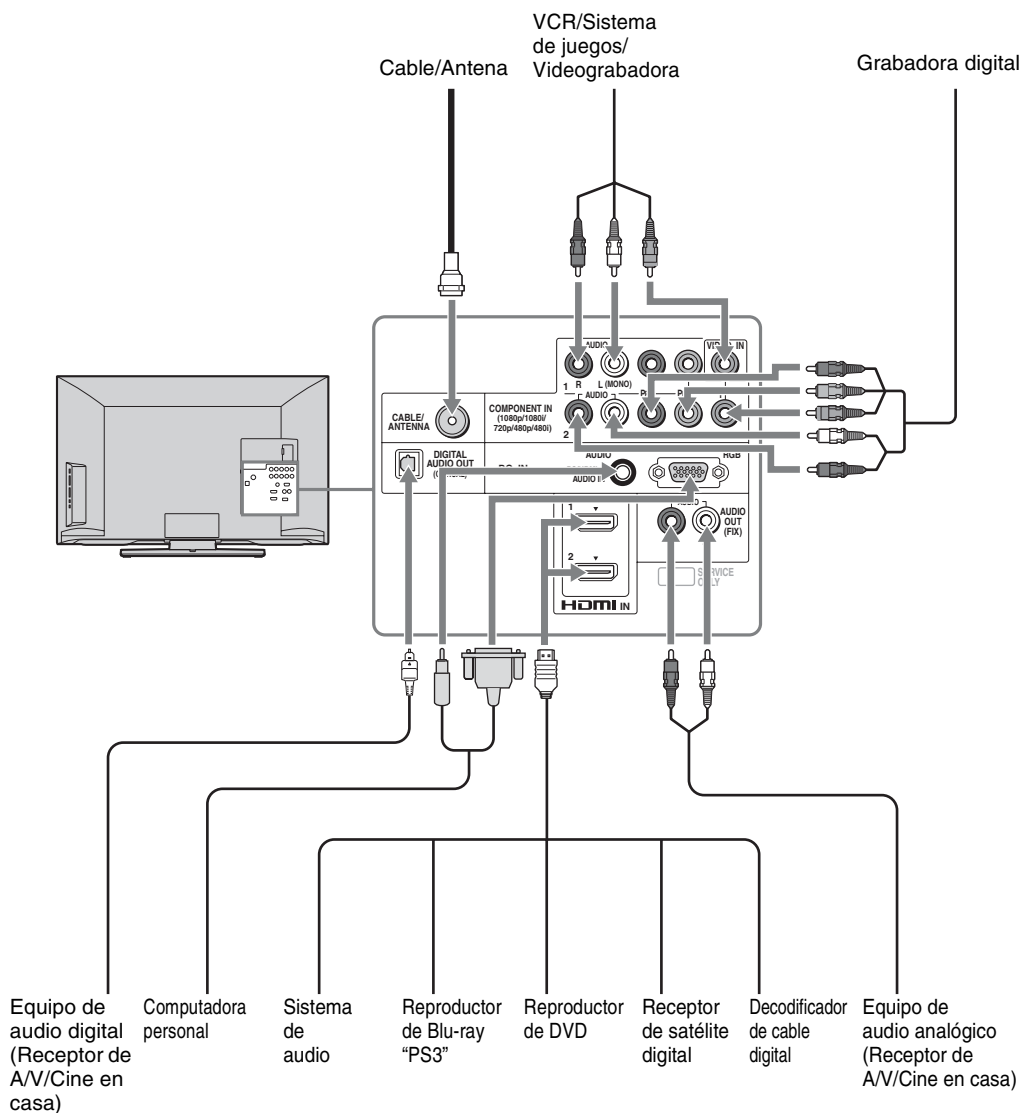 VCR/Sistema
de juegos/
Videograbadora
Cable/Antena
Grabadora digital
AUDIO
VIDEO IN
1
R
L (MONO)
AUDIO
2
CABLE/
ANTENNA
COMPONENT IN
(1080p/1080i/
720p/480p/480i)
DIGITAL
AUDIO OUT
AUDIO
RGB
1
AUDIO
OUT
(FIX)
2
SERVICE
ONLY
HDMI IN
Equipo de
audio digital
(Receptor de
A/V/Cine en
casa)
Computadora
personal
Sistema
de
audio
Reproductor
de Blu-ray
“PS3”
Reproductor
de DVD
Receptor
de satélite
digital
Decodificador
de cable
digital
Equipo de
audio analógico
(Receptor de
A/V/Cine en casa)